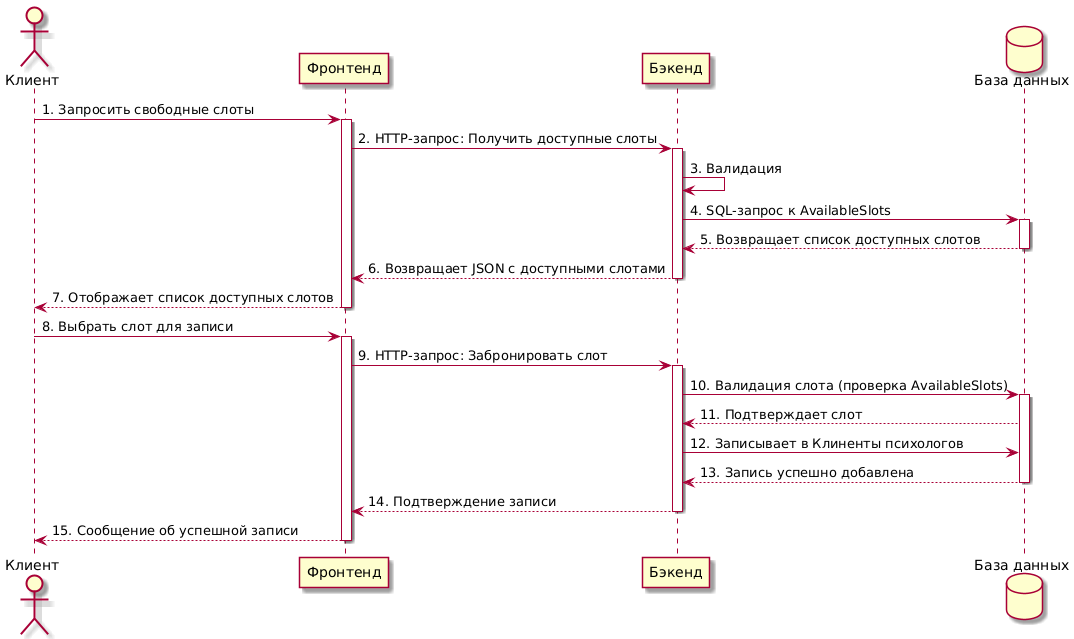 Клиент
Фронтенд
Бэкенд
База данных
1. Запросить свободные слоты
2. HTTP-запрос: Получить доступные слоты
3. Валидация
4. SQL-запрос к AvailableSlots
5. Возвращает список доступных слотов
6. Возвращает JSON с доступными слотами
7. Отображает список доступных слотов
8. Выбрать слот для записи
9. HTTP-запрос: Забронировать слот
10. Валидация слота (проверка AvailableSlots)
11. Подтверждает слот
12. Записывает в Клиненты психологов
13. Запись успешно добавлена
14. Подтверждение записи
15. Сообщение об успешной записи
Клиент
Фронтенд
Бэкенд
База данных